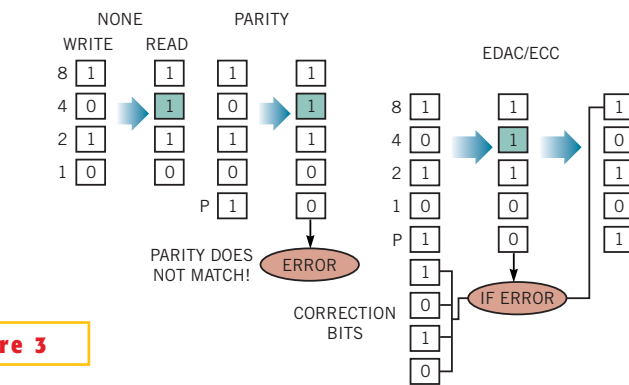 NONE PARITY
WRITE READ
EDAC/ECC
8 1 1 1 1
4 0 1 0 1
2 1 1 1 1
1 0 0 0 0
P 1 0
PARITY DOES
NOT MATCH!
ERROR
8 1 1 1
4 0 1 0
2 1 1 1
1 0 0 0
P 1 0 1
CORRECTION
BITS
1
0
1
0
IF ERROR
re 3